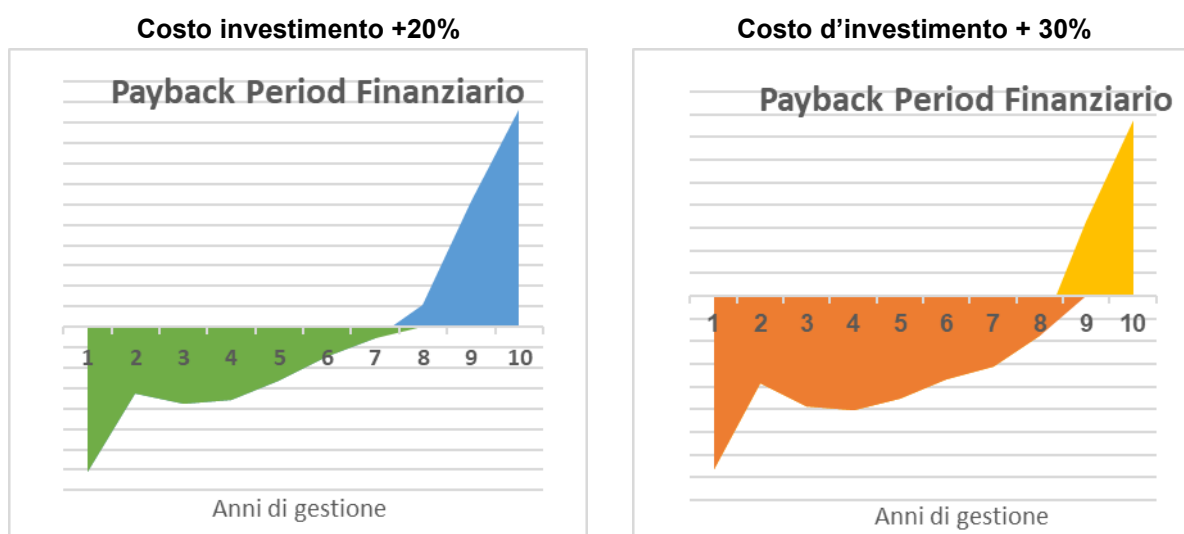 Costo investimento +20%
Payback Period Finanziario
1 2 3 4 5 6 7 8 9 10
Anni di gestione
Costo d’investimento + 30%
Payback Period Finanziario
1 2 3 4 5 6 7 8 9 10
Anni di gestione